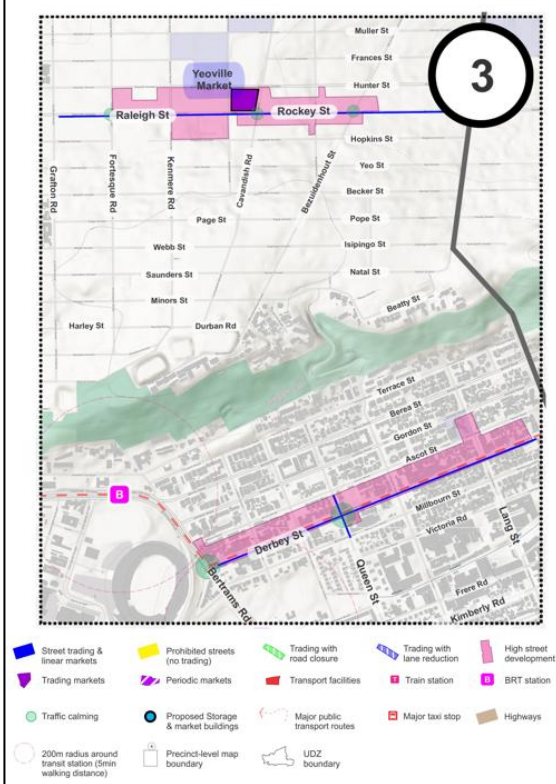 Muller St
Frances St
3
Yeoville
Market
Hunter St
Raleigh St
Rockey St
Hopkins St
Grafton Rd
Fortesque Rd
Kenmere Rd
Cavandish Rd
Bezuidenhout St
Yeo St
Becker St
Page St
Pope St
Webb St
Isipingo St
Saunders St
Natal St
Minors St
Harley St
Durban Rd
Beatty St
Terrace St
Berea St
Gordon St
Ascot St
B
Millbourn St
Victoria Rd
Lang St
Derbey St
Bertrams Rd
Queen St
Frere Rd
Kimberly Rd
Street trading &
linear markets
Prohibited streets
(no trading)
Trading with
road closure
Trading with
lane reduction
High street
development
Trading markets
Periodic markets
Transport facilities
T
Train station
B
BRT station
Traffic calming
Proposed Storage
& market buildings
Major public
transport routes
Major taxi stop
Highways
200m radius around
transit station (5min
walking distance)
Precinct-level map
boundary
UDZ
boundary